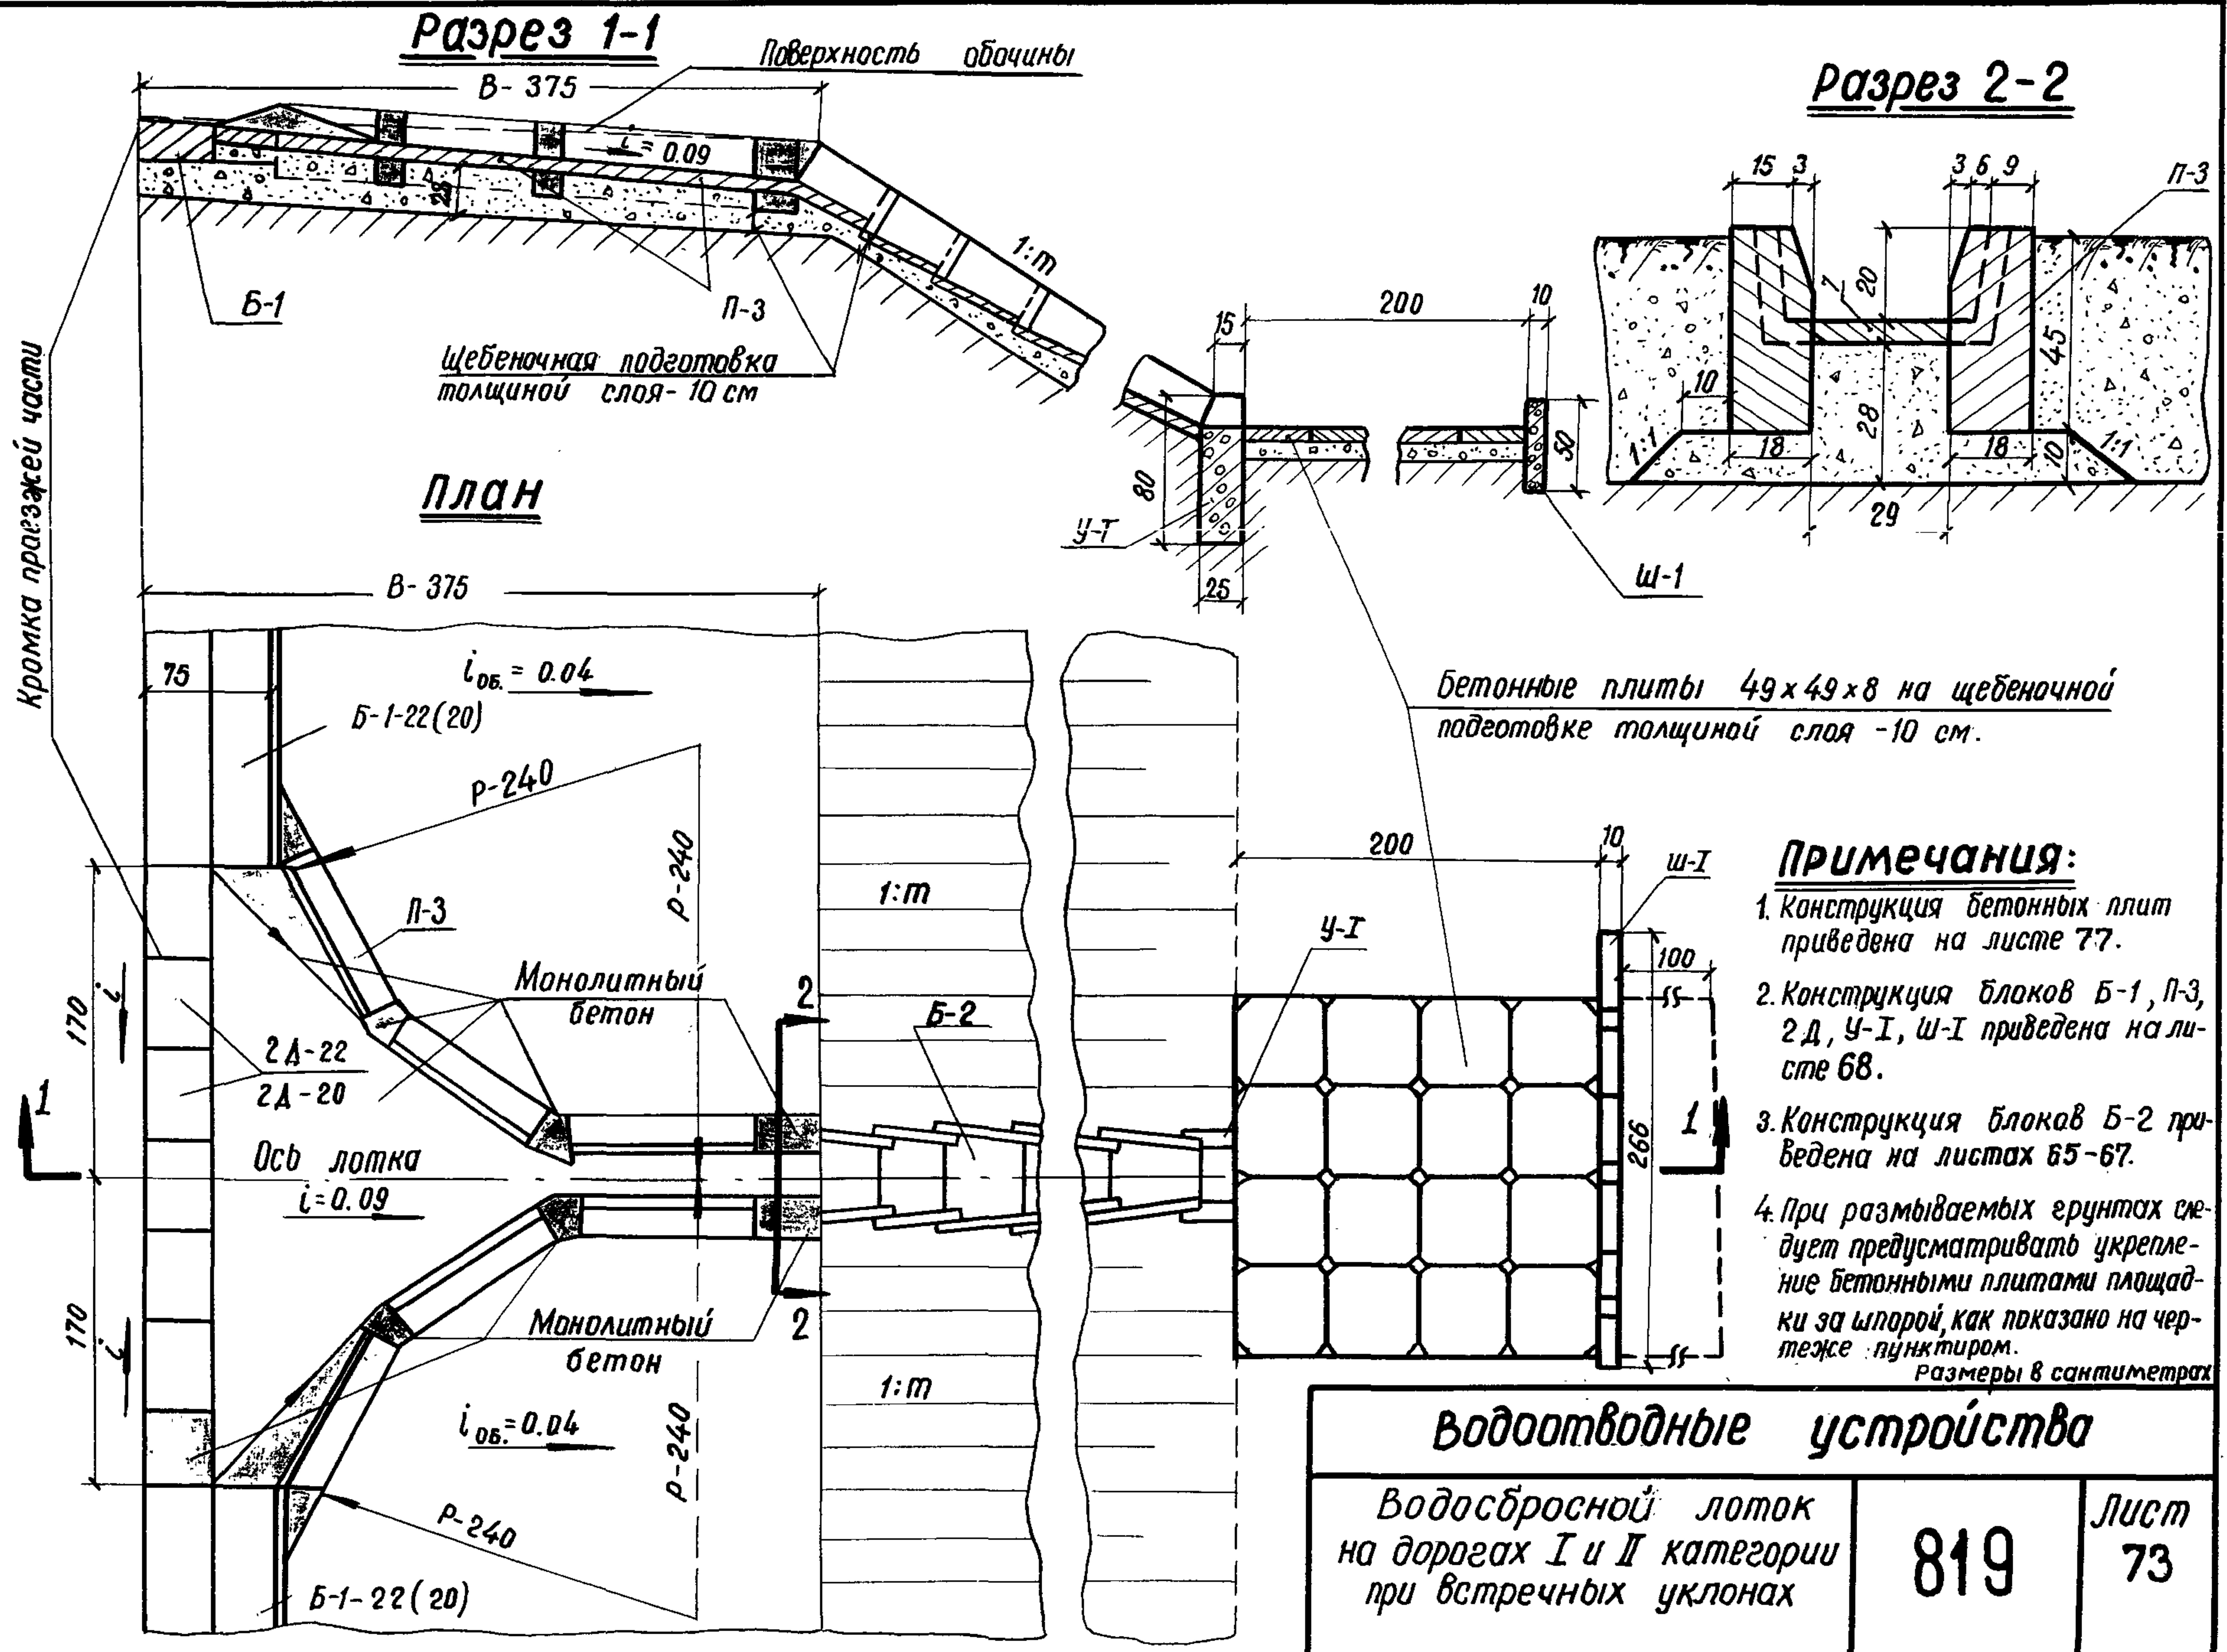 Разрез 1-1
Поверхность обочины
В-375
i = 0.09
28
Б-1
П-3
1:m
Щебеночная подготовка
толщиной слоя-10 см
Кромка проезжей части
15
200
10
80
50
У-I
25
Ш-1
Разрез 2-2
15 3
3 6 9
П-3
7
20
45
10
28
1:1
18
18
10
1:1
29
План
В-375
75
iоб. = 0.04
Б-1-22(20)
Р-240
Р-240
П-3
1:m
Монолитный
бетон
2
i
170
2Д-22
2Д-20
1
Ось лотка
i=0.09
Б-2
У-I
200
10
Ш-I
100
266
1
170
i
Монолитный
бетон
2
1:m
iоб.=0.04
Р-240
Р-240
Б-1-22(20)
Бетонные плиты 49х49х8 на щебеночной
подготовке толщиной слоя -10 см.
Примечания:
1. Конструкция бетонных плит
приведена на листе 77.
2. Конструкция блоков Б-1, П-3,
2Д, У-I, Ш-I приведена на ли-
сте 68.
3. Конструкция блоков Б-2 при-
ведена на листах 65-67.
4. При размываемых грунтах сле-
дует предусматривать укрепле-
ние бетонными плитами площад-
ки за шпорой, как показано на чер-
теже пунктиром.
Размеры в сантиметрах
Водоотводные устройства
Водосбросной лоток
на дорогах I и II категории
при встречных уклонах
819
Лист
73